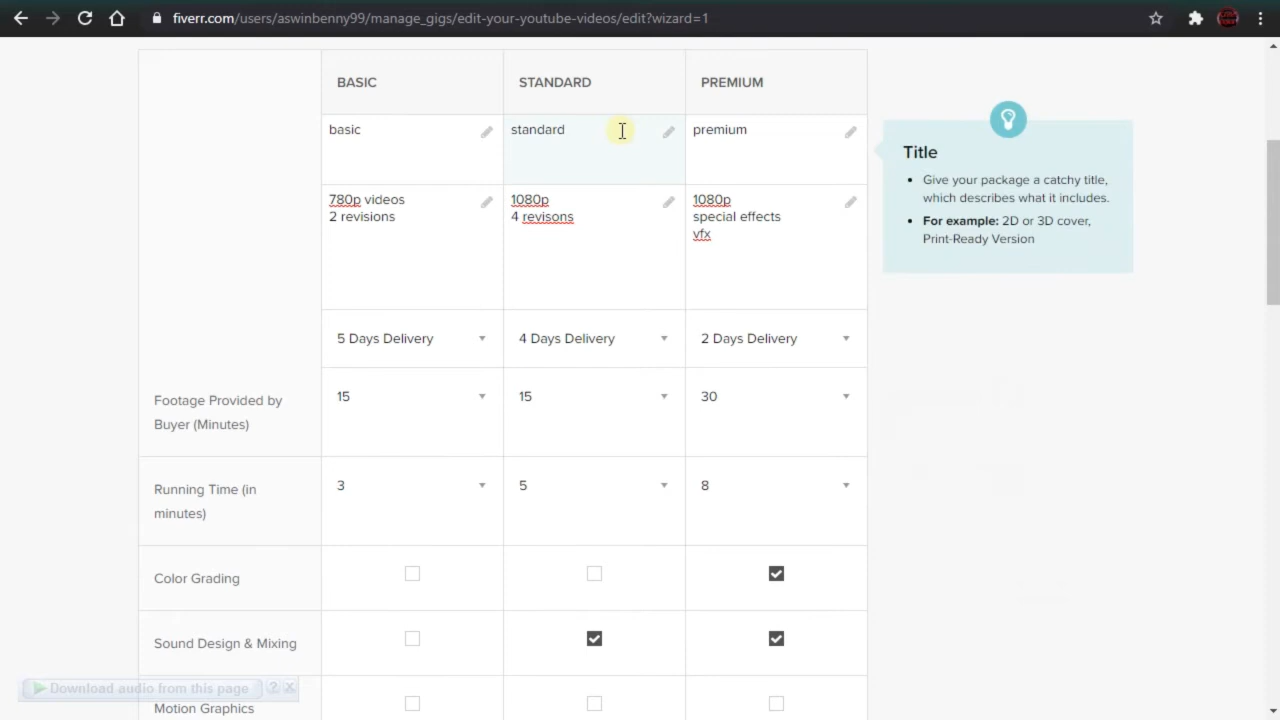 fiverr.com/users/aswinbenny99/manage_gigs/edit-your-youtube-videos/edit?wizard=1
BASIC STANDARD PREMIUM
basic standard premium
780p videos
2 revisions
1080p
4 revisons
1080p
special effects
vfx
Title
Give your package a catchy title,
which describes what it includes.
For example: 2D or 3D cover,
Print-Ready Version
5 Days Delivery 4 Days Delivery 2 Days Delivery
Footage Provided by
Buyer (Minutes)
15 15 30
Running Time (in
minutes)
3 5 8
Color Grading
Sound Design & Mixing
Download audio from this page ? X
Motion Graphics